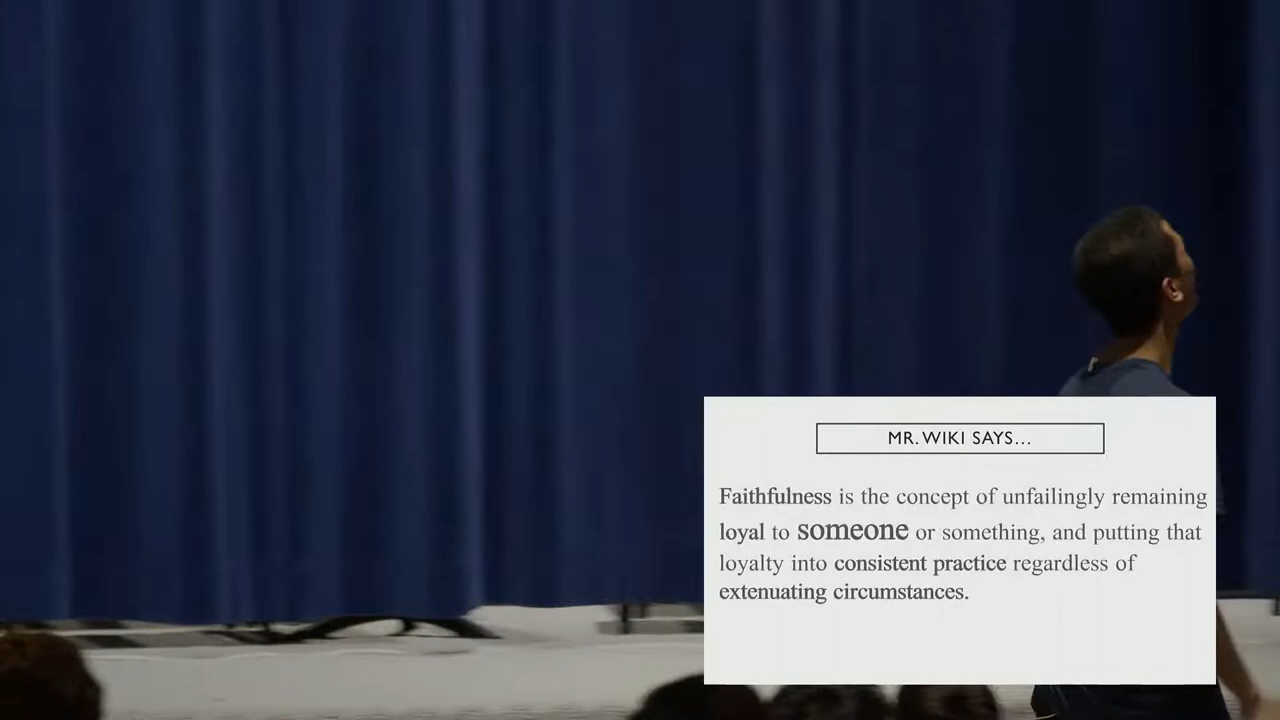 MR. WIKI SAYS...
Faithfulness is the concept of unfailingly remaining
loyal to someone or something, and putting that
loyalty into consistent practice regardless of
extenuating circumstances.